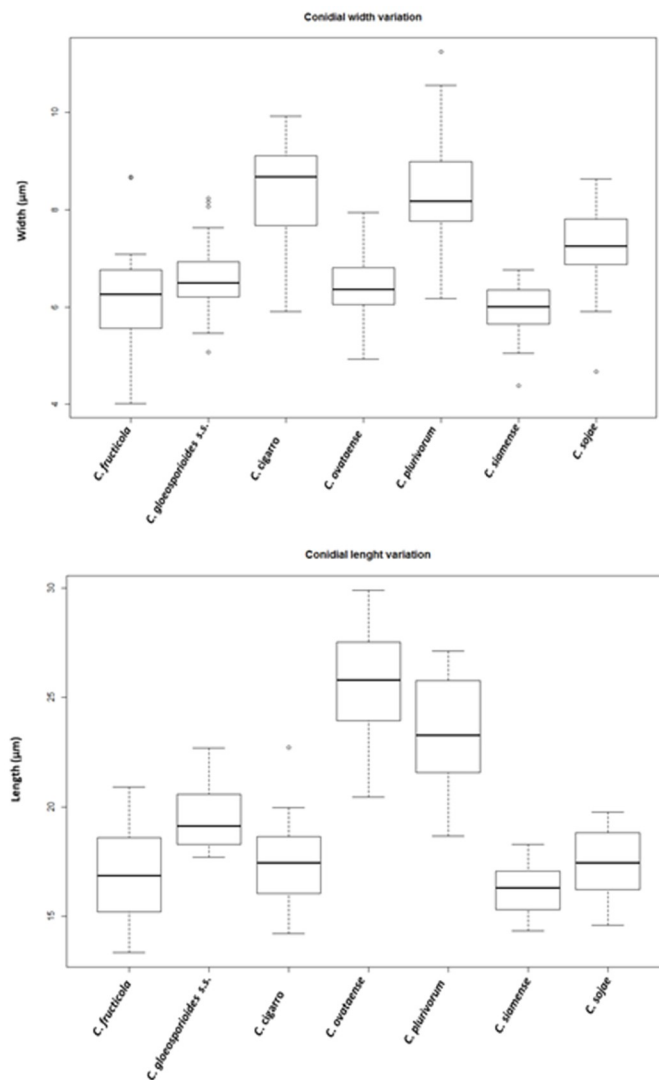 Conidial width variation
Width (µm)
10
8
6
4
C. fructicola
C. gloeosporioides s.s.
C. cigarro
C. ovataense
C. plurivorum
C. siamense
C. sojae
Conidial lenght variation
Length (µm)
30
25
20
15
C. fructicola
C. gloeosporioides s.s.
C. cigarro
C. ovataense
C. plurivorum
C. siamense
C. sojae